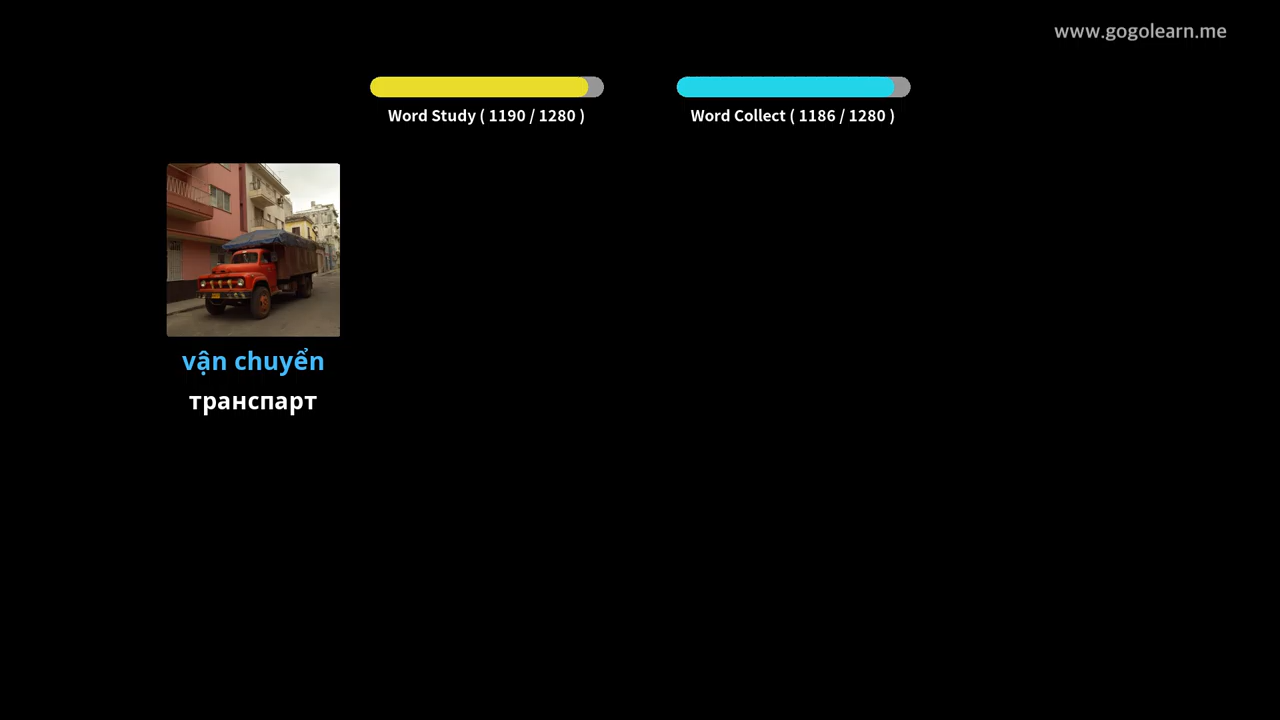 www.gogolearn.me
Word Study ( 1190 / 1280 )
Word Collect ( 1186 / 1280 )
vận chuyển
транспарт